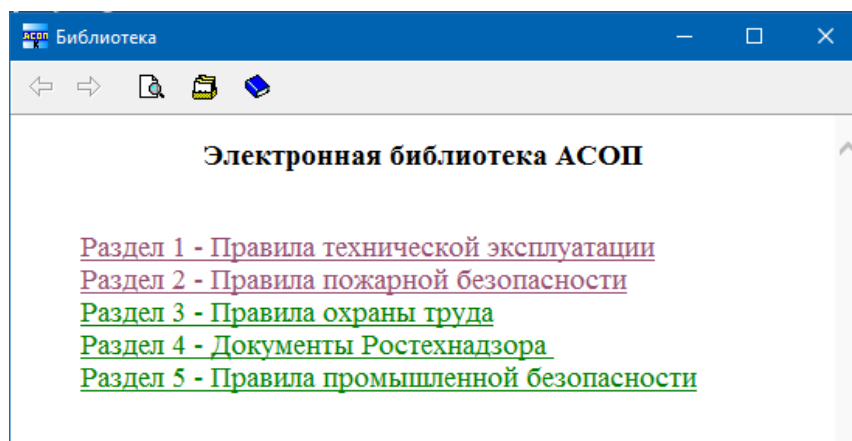 АСОП
К
Библиотека
Электронная библиотека АСОП
Раздел 1 - Правила технической эксплуатации
Раздел 2 - Правила пожарной безопасности
Раздел 3 - Правила охраны труда
Раздел 4 - Документы Ростехнадзора
Раздел 5 - Правила промышленной безопасности